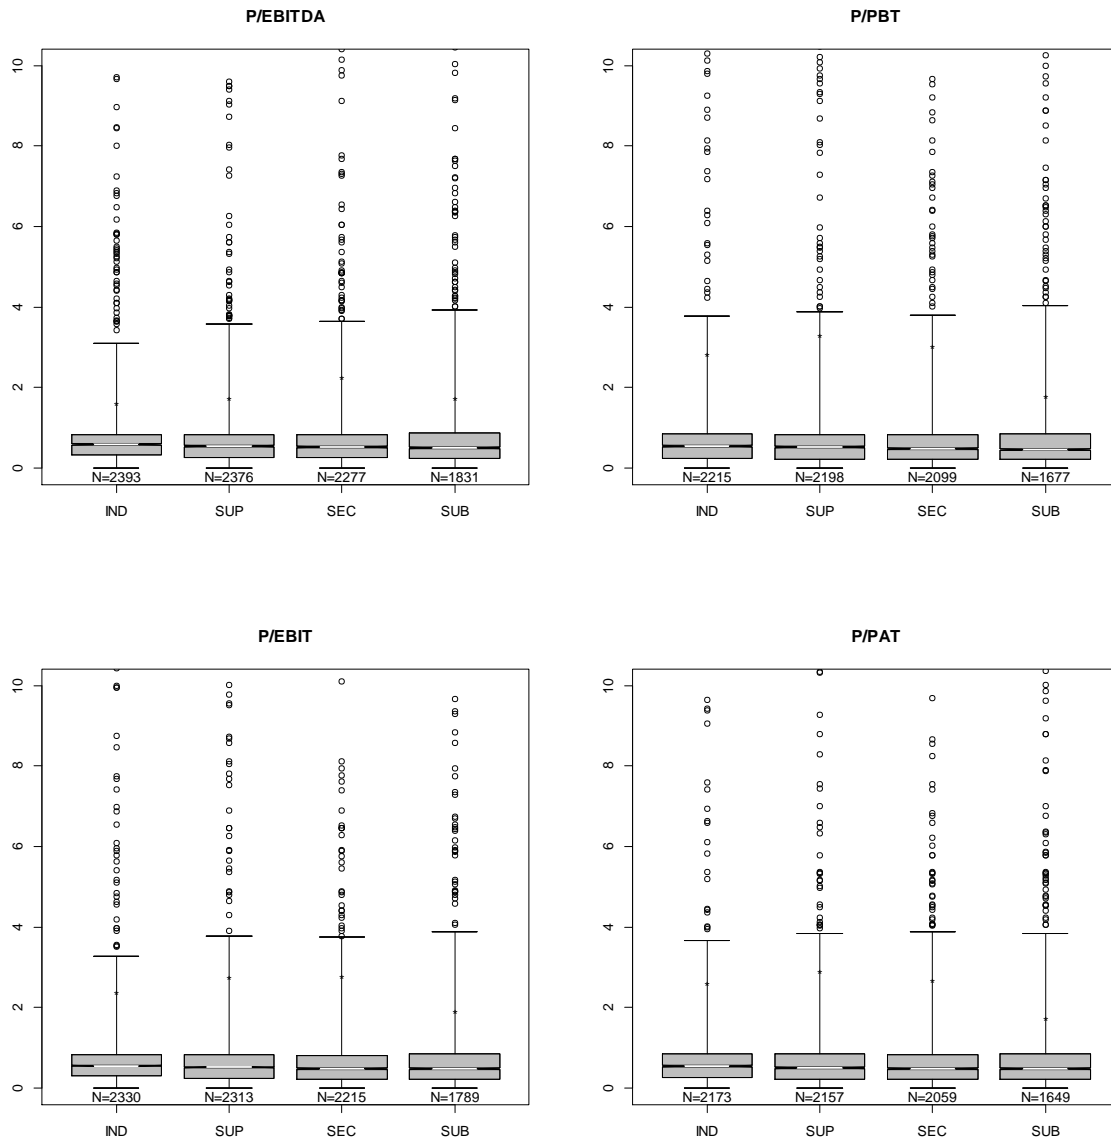 P/EBITDA
10
8
6
4
2
0
N=2393 N=2376 N=2277 N=1831
IND SUP SEC SUB
P/PBT
10
8
6
4
2
0
N=2215 N=2198 N=2099 N=1677
IND SUP SEC SUB
P/EBIT
10
8
6
4
2
0
N=2330 N=2313 N=2215 N=1789
IND SUP SEC SUB
P/PAT
10
8
6
4
2
0
N=2173 N=2157 N=2059 N=1649
IND SUP SEC SUB